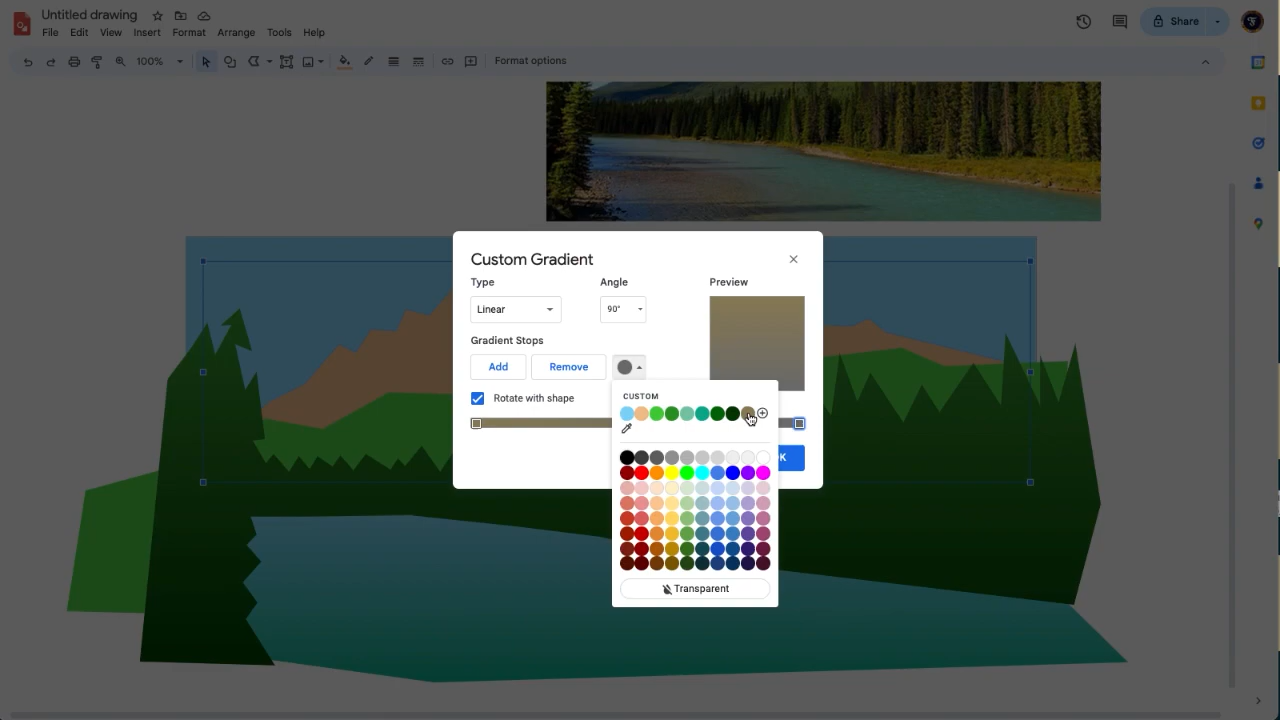 Untitled drawing
File Edit View Insert Format Arrange Tools Help
Share
100%
Format options
Custom Gradient
Type Angle Preview
Linear 90°
Gradient Stops
Add Remove
Rotate with shape
CUSTOM
K
Transparent